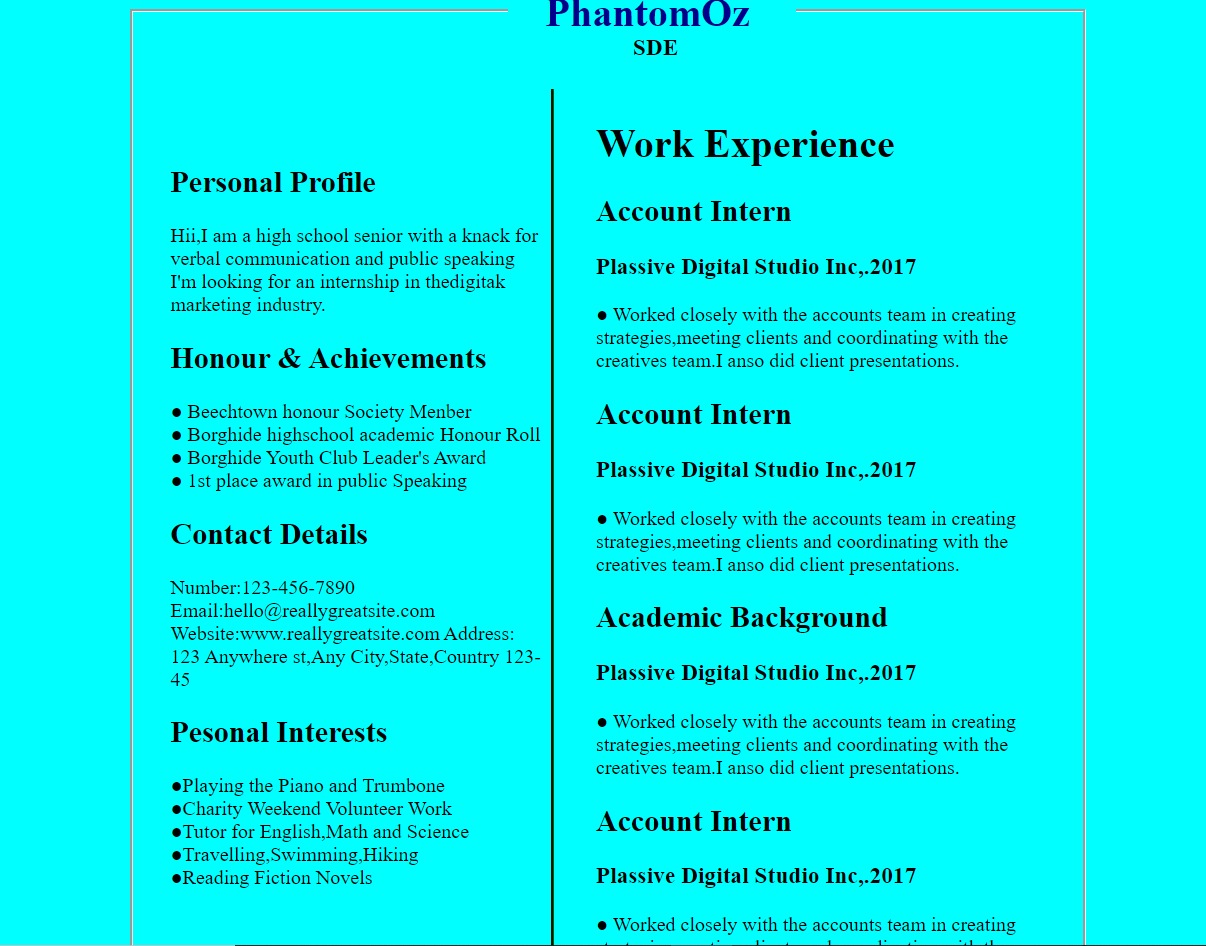 PhantomOz
SDE
Personal Profile
Hii,I am a high school senior with a knack for
verbal communication and public speaking
I'm looking for an internship in thedigitak
marketing industry.
Honour & Achievements
● Beechtown honour Society Menber
● Borghide highschool academic Honour Roll
● Borghide Youth Club Leader's Award
● 1st place award in public Speaking
Contact Details
Number:123-456-7890
Email:hello@reallygreatsite.com
Website:www.reallygreatsite.com Address:
123 Anywhere st,Any City,State,Country 123-
45
Pesonal Interests
●Playing the Piano and Trumbone
●Charity Weekend Volunteer Work
●Tutor for English,Math and Science
●Travelling,Swimming,Hiking
●Reading Fiction Novels
Work Experience
Account Intern
Plassive Digital Studio Inc,.2017
● Worked closely with the accounts team in creating
strategies,meeting clients and coordinating with the
creatives team.I anso did client presentations.
Account Intern
Plassive Digital Studio Inc,.2017
● Worked closely with the accounts team in creating
strategies,meeting clients and coordinating with the
creatives team.I anso did client presentations.
Academic Background
Plassive Digital Studio Inc,.2017
● Worked closely with the accounts team in creating
strategies,meeting clients and coordinating with the
creatives team.I anso did client presentations.
Account Intern
Plassive Digital Studio Inc,.2017
● Worked closely with the accounts team in creating